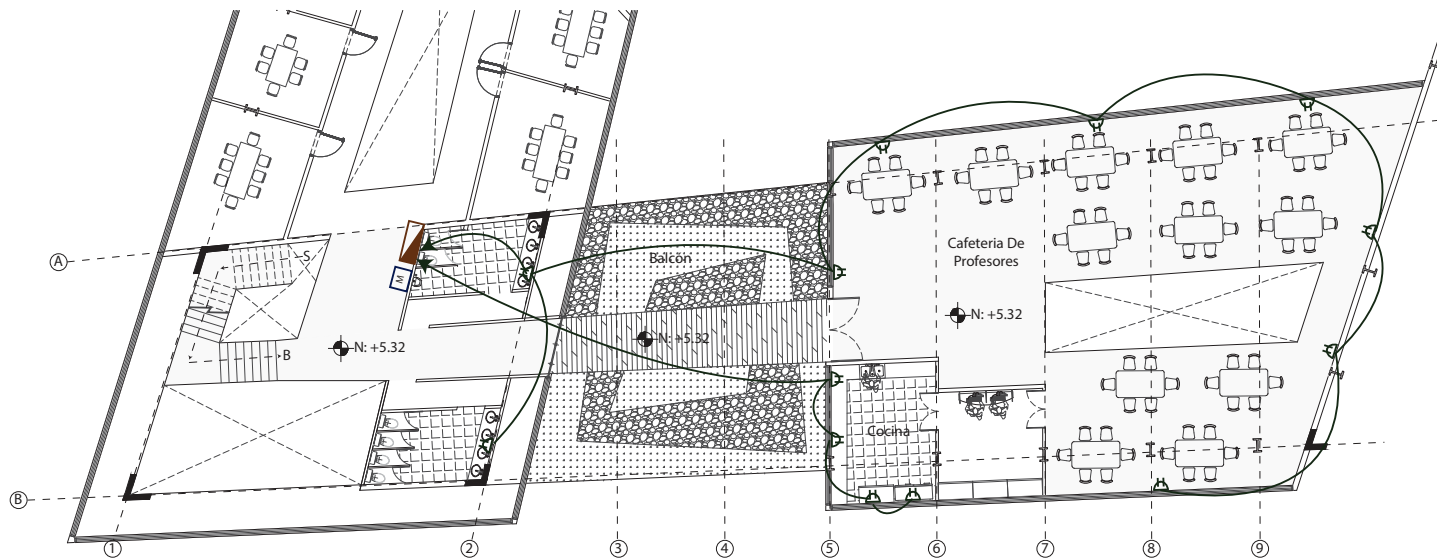 A
S
M
Balcón
Cafeteria De
Profesores
N: +5.32
N: +5.32
N: +5.32
B
Cocina
B
1
2
3
4
5
6
7
8
9